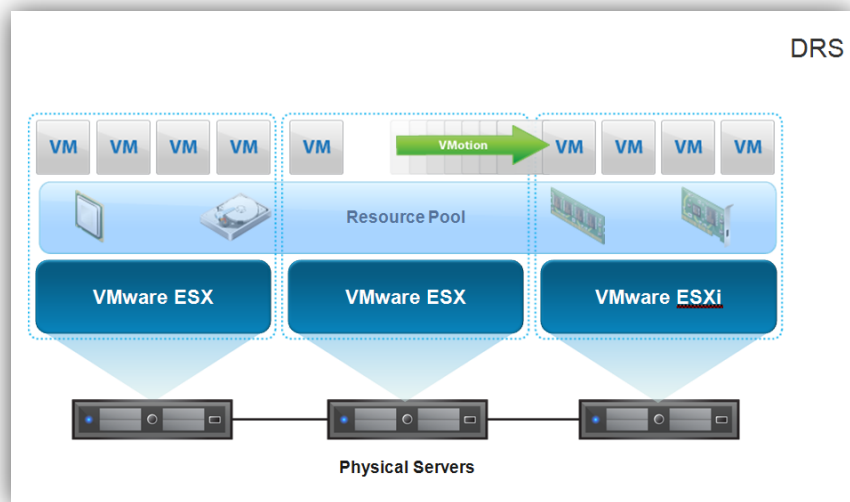 DRS
VM VM VM VM VM VMotion VM VM VM VM
Resource Pool
VMware ESX VMware ESX VMware ESXi
Physical Servers